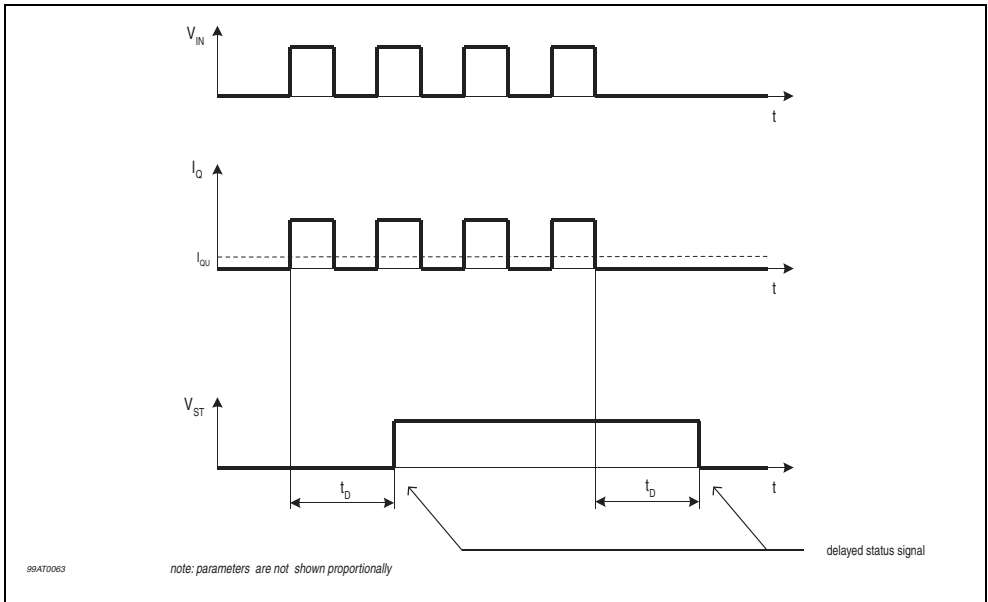 V_IN
t
I_Q
I_QU
t
V_ST
t_D
t_D
t
delayed status signal
99AT0063
note: parameters are not shown proportionally